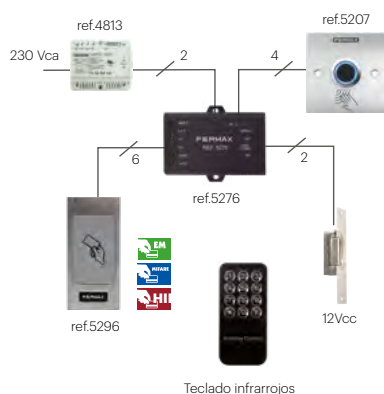 ref.4813
ref.5207
230 Vca
2
4
FERMAX
FERMAX
REF. 5276
6
2
ref.5276
EM
MIFARE
HID
FERMAX
ref.5296
12Vcc
Teclado infrarrojos